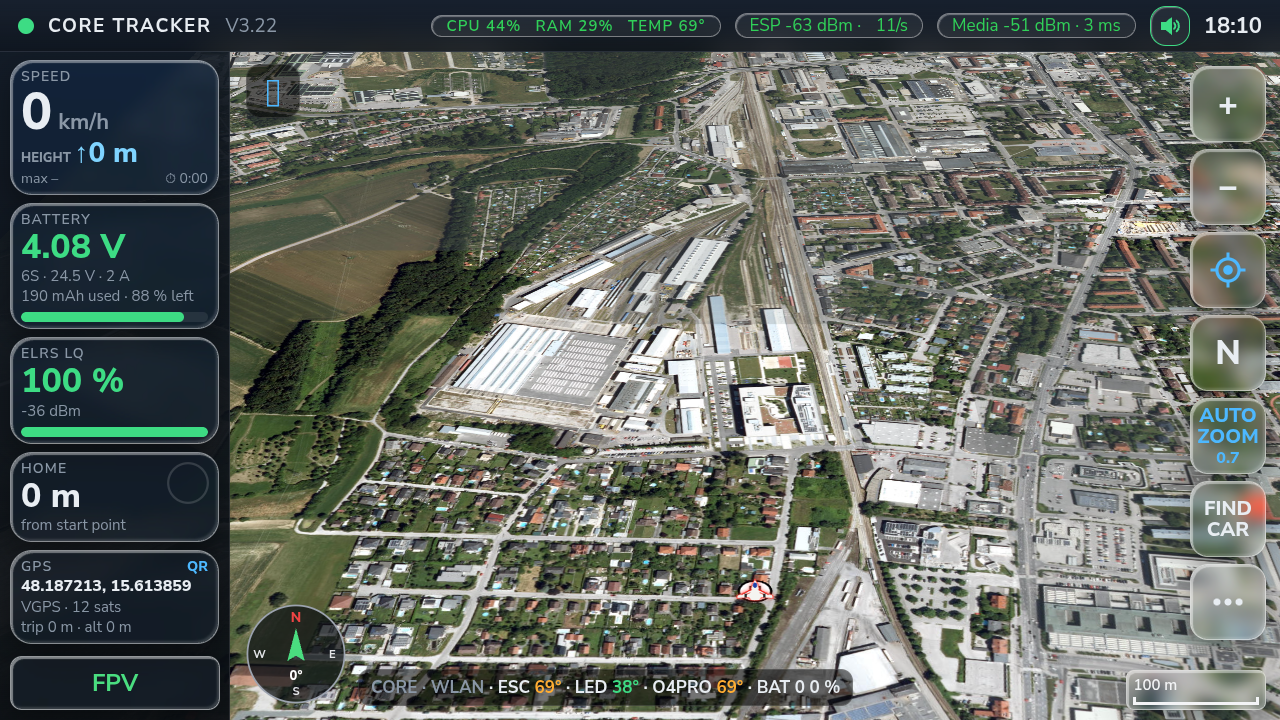 CORE TRACKER V3.22
CPU 44% RAM 29% TEMP 69°
ESP -63 dBm · 11/s
Media -51 dBm · 3 ms
18:10
SPEED
0 km/h
HEIGHT ↑0 m
max – ⏱ 0:00
BATTERY
4.08 V
6S · 24.5 V · 2 A
190 mAh used · 88 % left
ELRS LQ
100 %
-36 dBm
HOME
0 m
from start point
GPS QR
48.187213, 15.613859
VGPS · 12 sats
trip 0 m · alt 0 m
FPV
+
−
N
AUTO
ZOOM
0.7
FIND
CAR
•••
N
W E
0°
S
CORE · WLAN · ESC 69° · LED 38° · O4PRO 69° · BAT 0 0 %
100 m